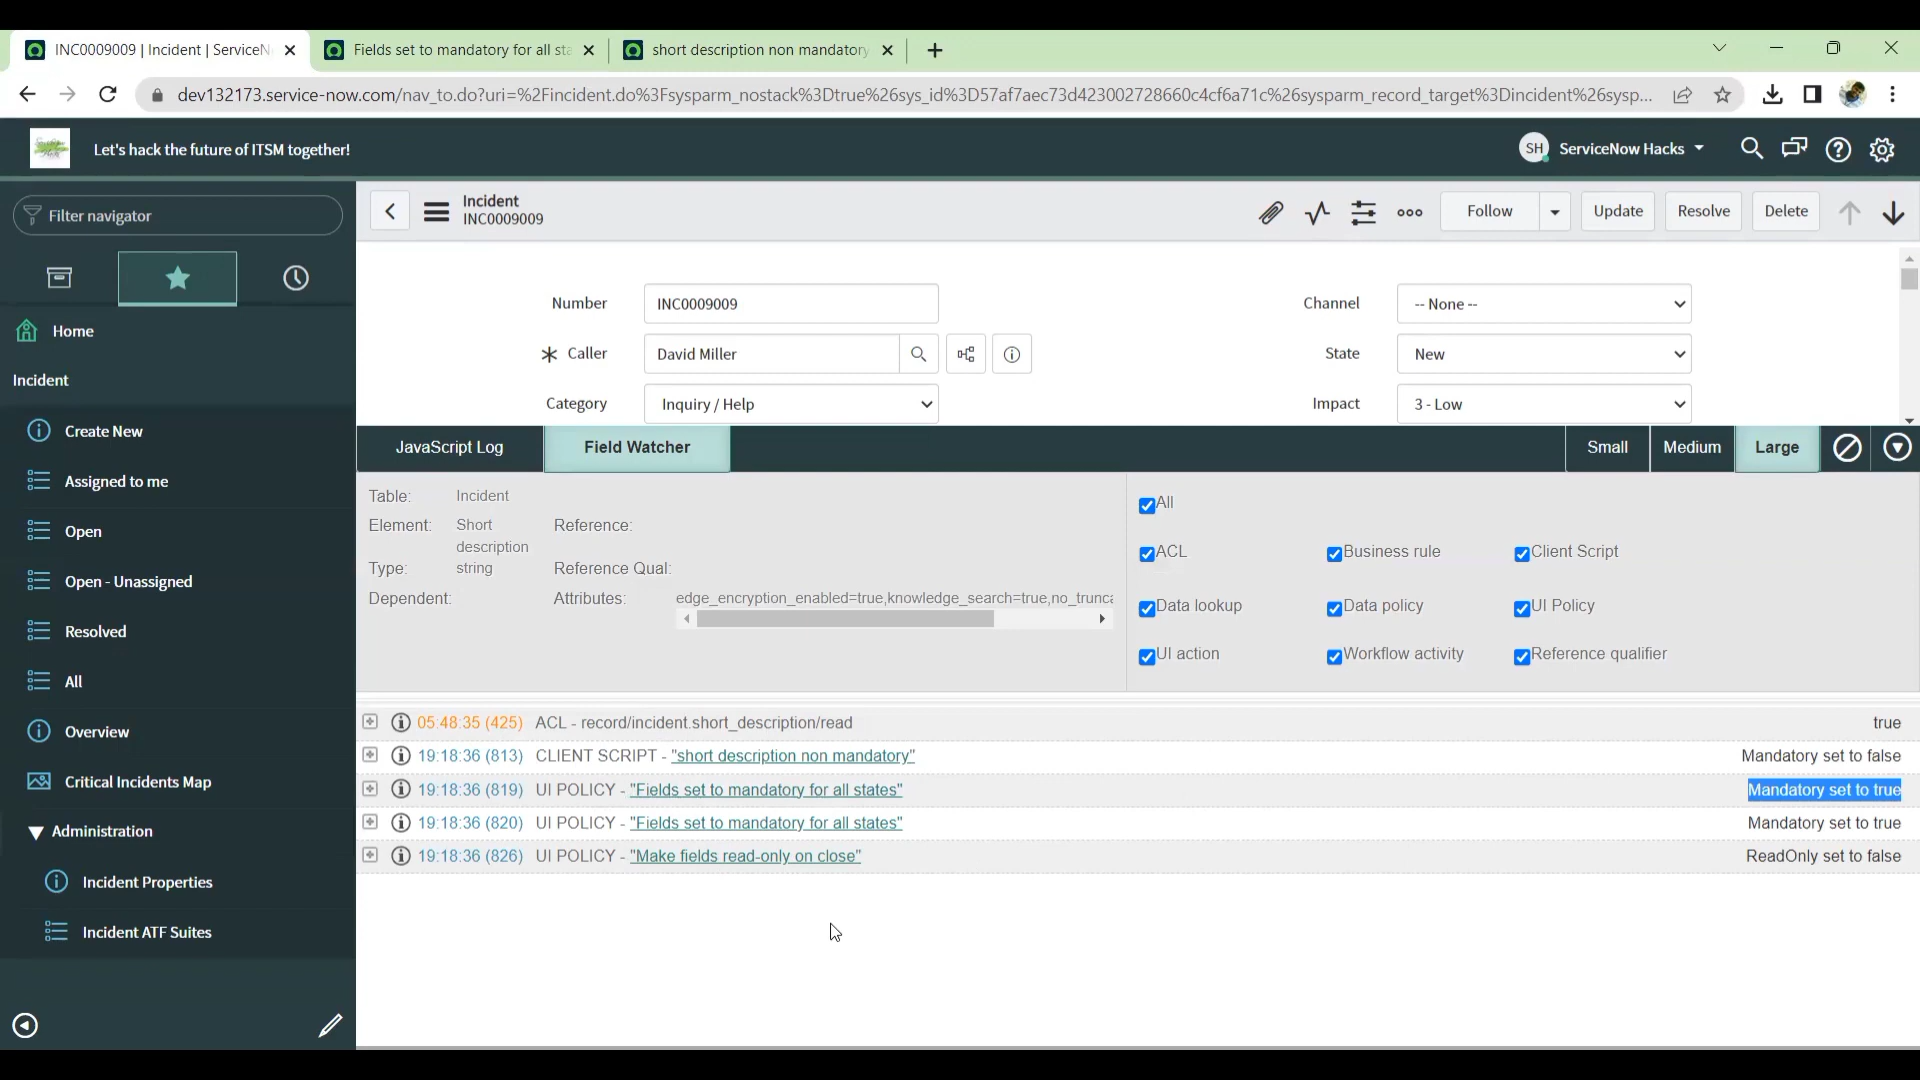 INC0009009 | Incident | ServiceN
Fields set to mandatory for all sta
short description non mandatory
dev132173.service-now.com/nav_to.do?uri=%2Fincident.do%3Fsysparm_nostack%3Dtrue%26sys_id%3D57af7aec73d423002728660c4cf6a71c%26sysparm_record_target%3Dincident%26sysp...
Let's hack the future of ITSM together!
SH ServiceNow Hacks
Filter navigator
Home
Incident
Create New
Assigned to me
Open
Open - Unassigned
Resolved
All
Overview
Critical Incidents Map
Administration
Incident Properties
Incident ATF Suites
Incident
INC0009009
Follow
Update
Resolve
Delete
Number INC0009009
Channel -- None --
Caller David Miller
State New
Category Inquiry / Help
Impact 3 - Low
JavaScript Log
Field Watcher
Small
Medium
Large
Table: Incident
Element: Short description
Reference:
Type: string
Reference Qual:
Dependent:
Attributes: edge_encryption_enabled=true,knowledge_search=true,no_trunca
All
ACL
Business rule
Client Script
Data lookup
Data policy
UI Policy
UI action
Workflow activity
Reference qualifier
05:48:35 (425) ACL - record/incident.short_description/read true
19:18:36 (813) CLIENT SCRIPT - "short description non mandatory" Mandatory set to false
19:18:36 (819) UI POLICY - "Fields set to mandatory for all states" Mandatory set to true
19:18:36 (820) UI POLICY - "Fields set to mandatory for all states" Mandatory set to true
19:18:36 (826) UI POLICY - "Make fields read-only on close" ReadOnly set to false